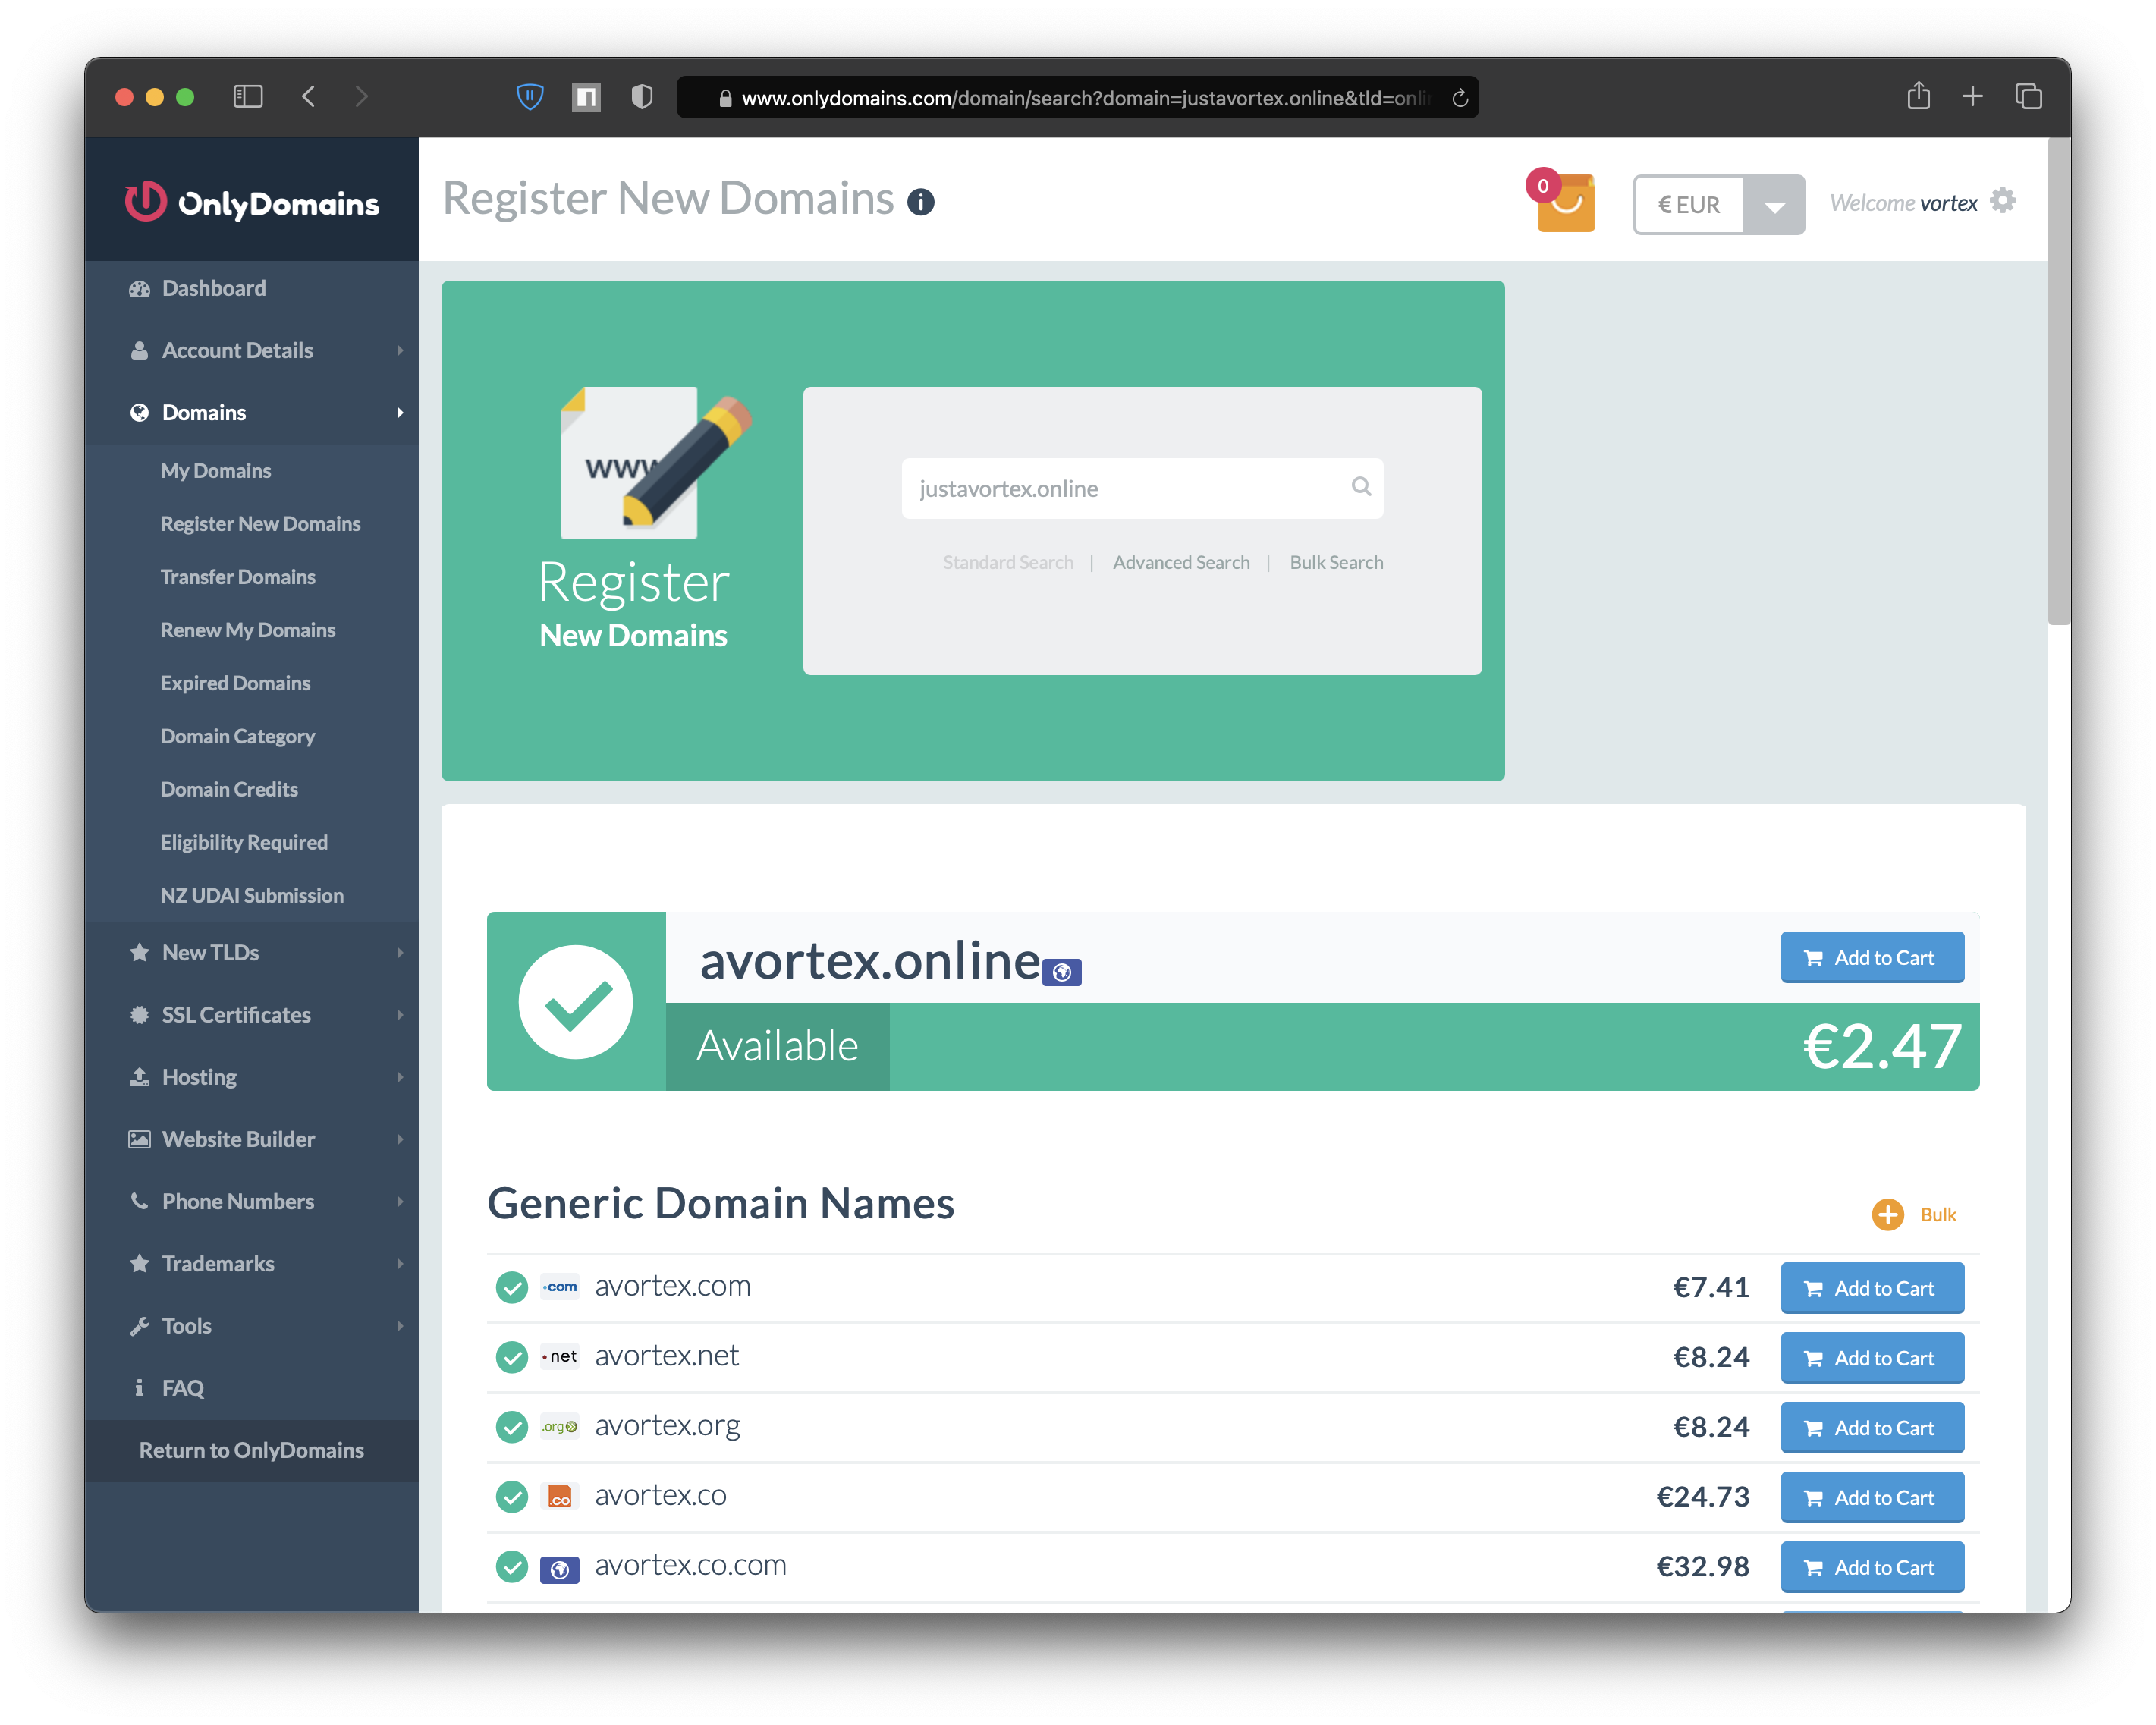 www.onlydomains.com/domain/search?domain=justavortex.online&tld=onli
OnlyDomains
Register New Domains
0
€ EUR
Welcome vortex
Dashboard
Account Details
Domains
My Domains
Register New Domains
Transfer Domains
Renew My Domains
Expired Domains
Domain Category
Domain Credits
Eligibility Required
NZ UDAI Submission
New TLDs
SSL Certificates
Hosting
Website Builder
Phone Numbers
Trademarks
Tools
FAQ
Return to OnlyDomains
www
Register
New Domains
justavortex.online
Standard Search | Advanced Search | Bulk Search
avortex.online
Add to Cart
Available
€2.47
Generic Domain Names
Bulk
.com avortex.com €7.41 Add to Cart
.net avortex.net €8.24 Add to Cart
.org avortex.org €8.24 Add to Cart
.co avortex.co €24.73 Add to Cart
avortex.co.com €32.98 Add to Cart